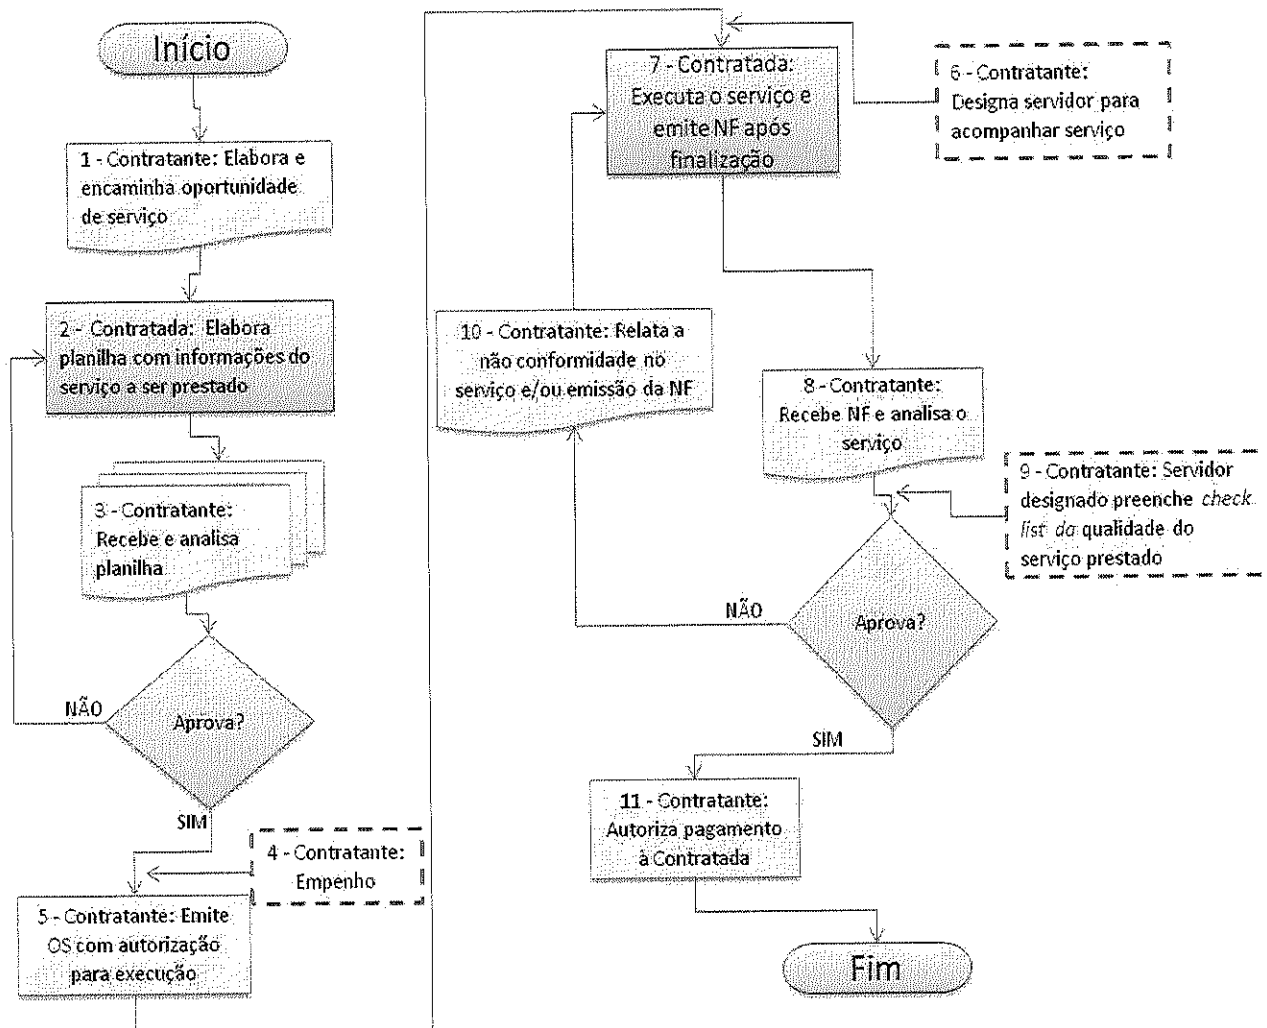 Início
1 - Contratante: Elabora e
encaminha oportunidade
de serviço
2 - Contratada: Elabora
planilha com informações do
serviço a ser prestado
3 - Contratante:
Recebe e analisa
planilha
NÃO
Aprova?
SIM
4 - Contratante:
Empenho
5 - Contratante: Emite
OS com autorização
para execução
6 - Contratante:
Designa servidor para
acompanhar serviço
7 - Contratada:
Executa o serviço e
emite NF após
finalização
8 - Contratante:
Recebe NF e analisa o
serviço
9 - Contratante: Servidor
designado preenche check
list da qualidade do
serviço prestado
Aprova?
NÃO
10 - Contratante: Relata a
não conformidade no
serviço e/ou emissão da NF
SIM
11 - Contratante:
Autoriza pagamento
à Contratada
Fim